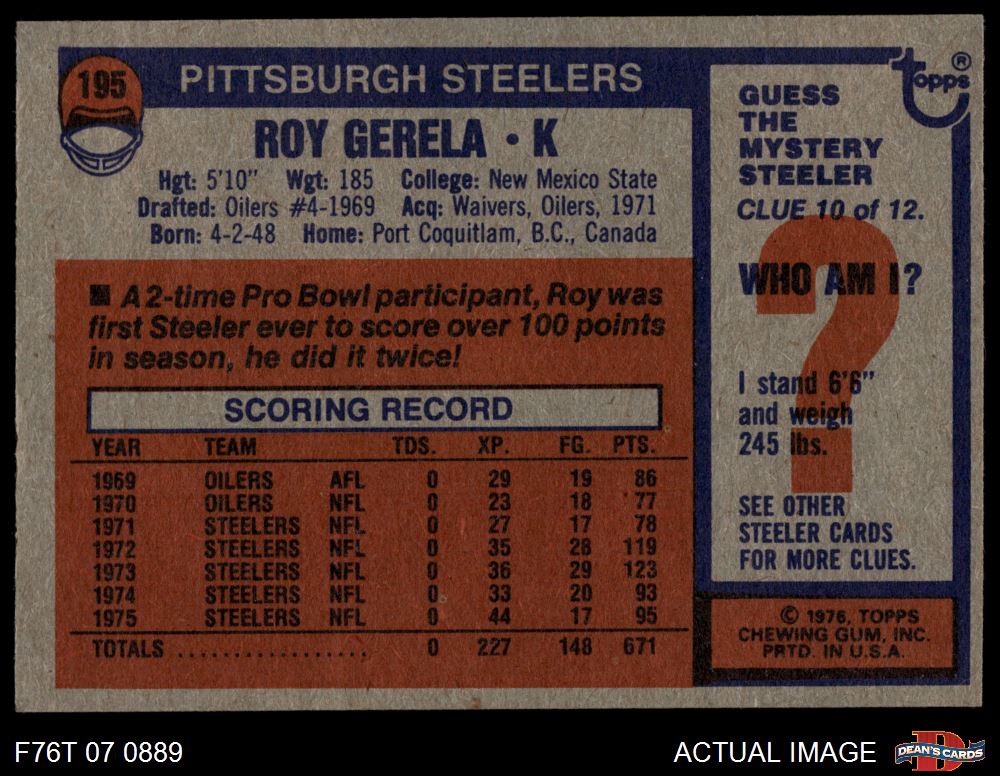 195
PITTSBURGH STEELERS
ROY GERELA • K
Hgt: 5'10" Wgt: 185 College: New Mexico State
Drafted: Oilers #4-1969 Acq: Waivers, Oilers, 1971
Born: 4-2-48 Home: Port Coquitlam, B.C., Canada
■ A 2-time Pro Bowl participant, Roy was
first Steeler ever to score over 100 points
in season, he did it twice!
SCORING RECORD
YEAR TEAM TDS. XP. FG. PTS.
1969 OILERS AFL 0 29 19 86
1970 OILERS NFL 0 23 18 77
1971 STEELERS NFL 0 27 17 78
1972 STEELERS NFL 0 35 28 119
1973 STEELERS NFL 0 36 29 123
1974 STEELERS NFL 0 33 20 93
1975 STEELERS NFL 0 44 17 95
TOTALS .................. 0 227 148 671
Topps ®
GUESS
THE
MYSTERY
STEELER
CLUE 10 of 12.
?
WHO AM I?
I stand 6'6"
and weigh
245 lbs.
SEE OTHER
STEELER CARDS
FOR MORE CLUES.
© 1976, TOPPS
CHEWING GUM, INC.
PRTD. IN U.S.A.
F76T 07 0889
ACTUAL IMAGE
DEAN'S CARDS